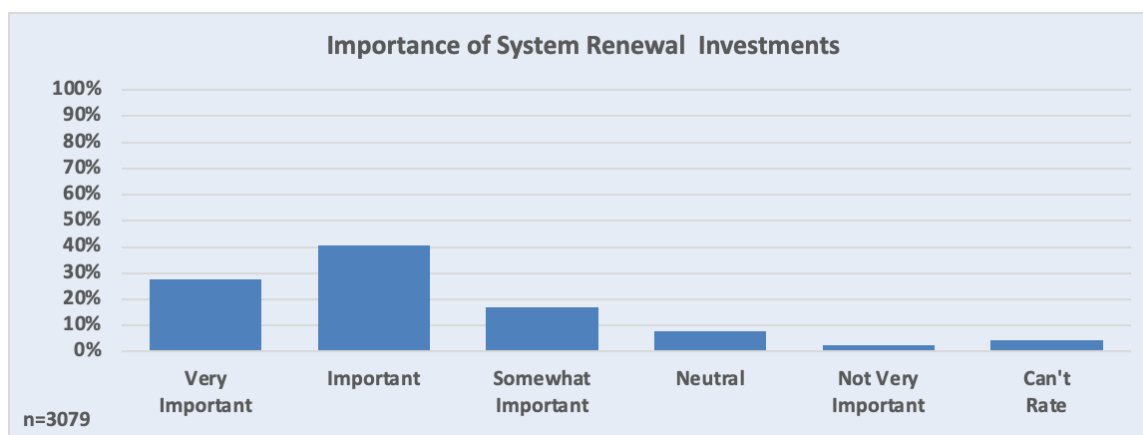 Importance of System Renewal Investments
100%
90%
80%
70%
60%
50%
40%
30%
20%
10%
0%
Very
Important
Important
Somewhat
Important
Neutral
Not Very
Important
Can't
Rate
n=3079